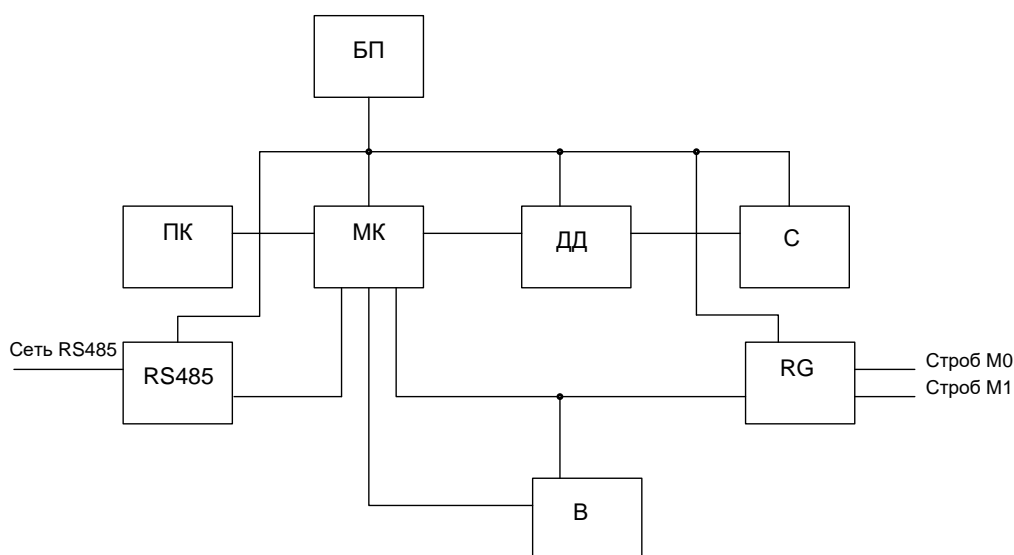 БП
ПК
МК
ДД
С
Сеть RS485
RS485
RG
Строб М0
Строб М1
В